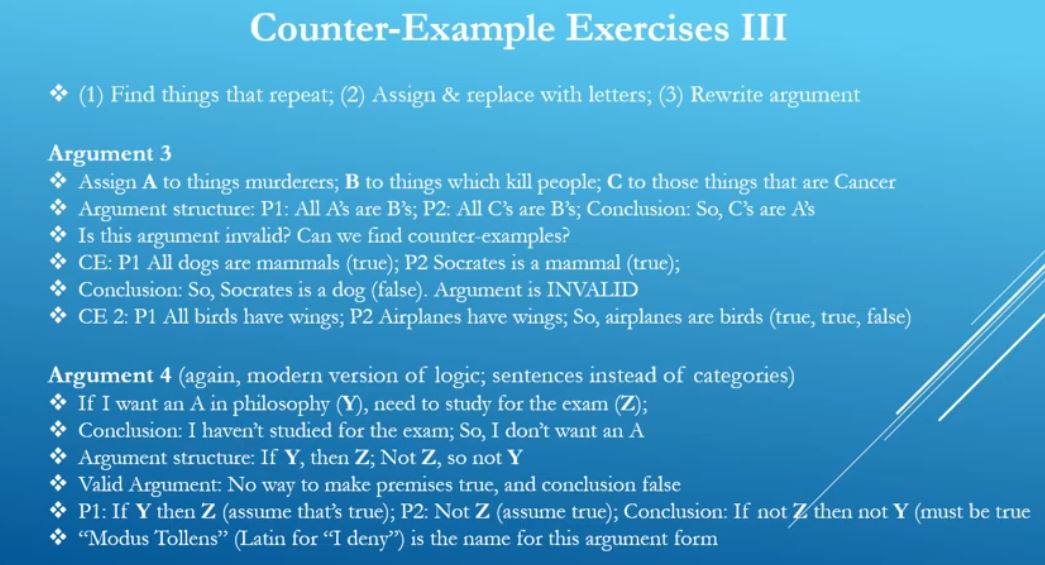 Counter-Example Exercises III
❖ (1) Find things that repeat; (2) Assign & replace with letters; (3) Rewrite argument
Argument 3
❖ Assign A to things murderers; B to things which kill people; C to those things that are Cancer
❖ Argument structure: P1: All A's are B's; P2: All C's are B's; Conclusion: So, C's are A's
❖ Is this argument invalid? Can we find counter-examples?
❖ CE: P1 All dogs are mammals (true); P2 Socrates is a mammal (true);
❖ Conclusion: So, Socrates is a dog (false). Argument is INVALID
❖ CE 2: P1 All birds have wings; P2 Airplanes have wings; So, airplanes are birds (true, true, false)
Argument 4 (again, modern version of logic; sentences instead of categories)
❖ If I want an A in philosophy (Y), need to study for the exam (Z);
❖ Conclusion: I haven't studied for the exam; So, I don't want an A
❖ Argument structure: If Y, then Z; Not Z, so not Y
❖ Valid Argument: No way to make premises true, and conclusion false
❖ P1: If Y then Z (assume that's true); P2: Not Z (assume true); Conclusion: If not Z then not Y (must be true
❖ "Modus Tollens" (Latin for "I deny") is the name for this argument form